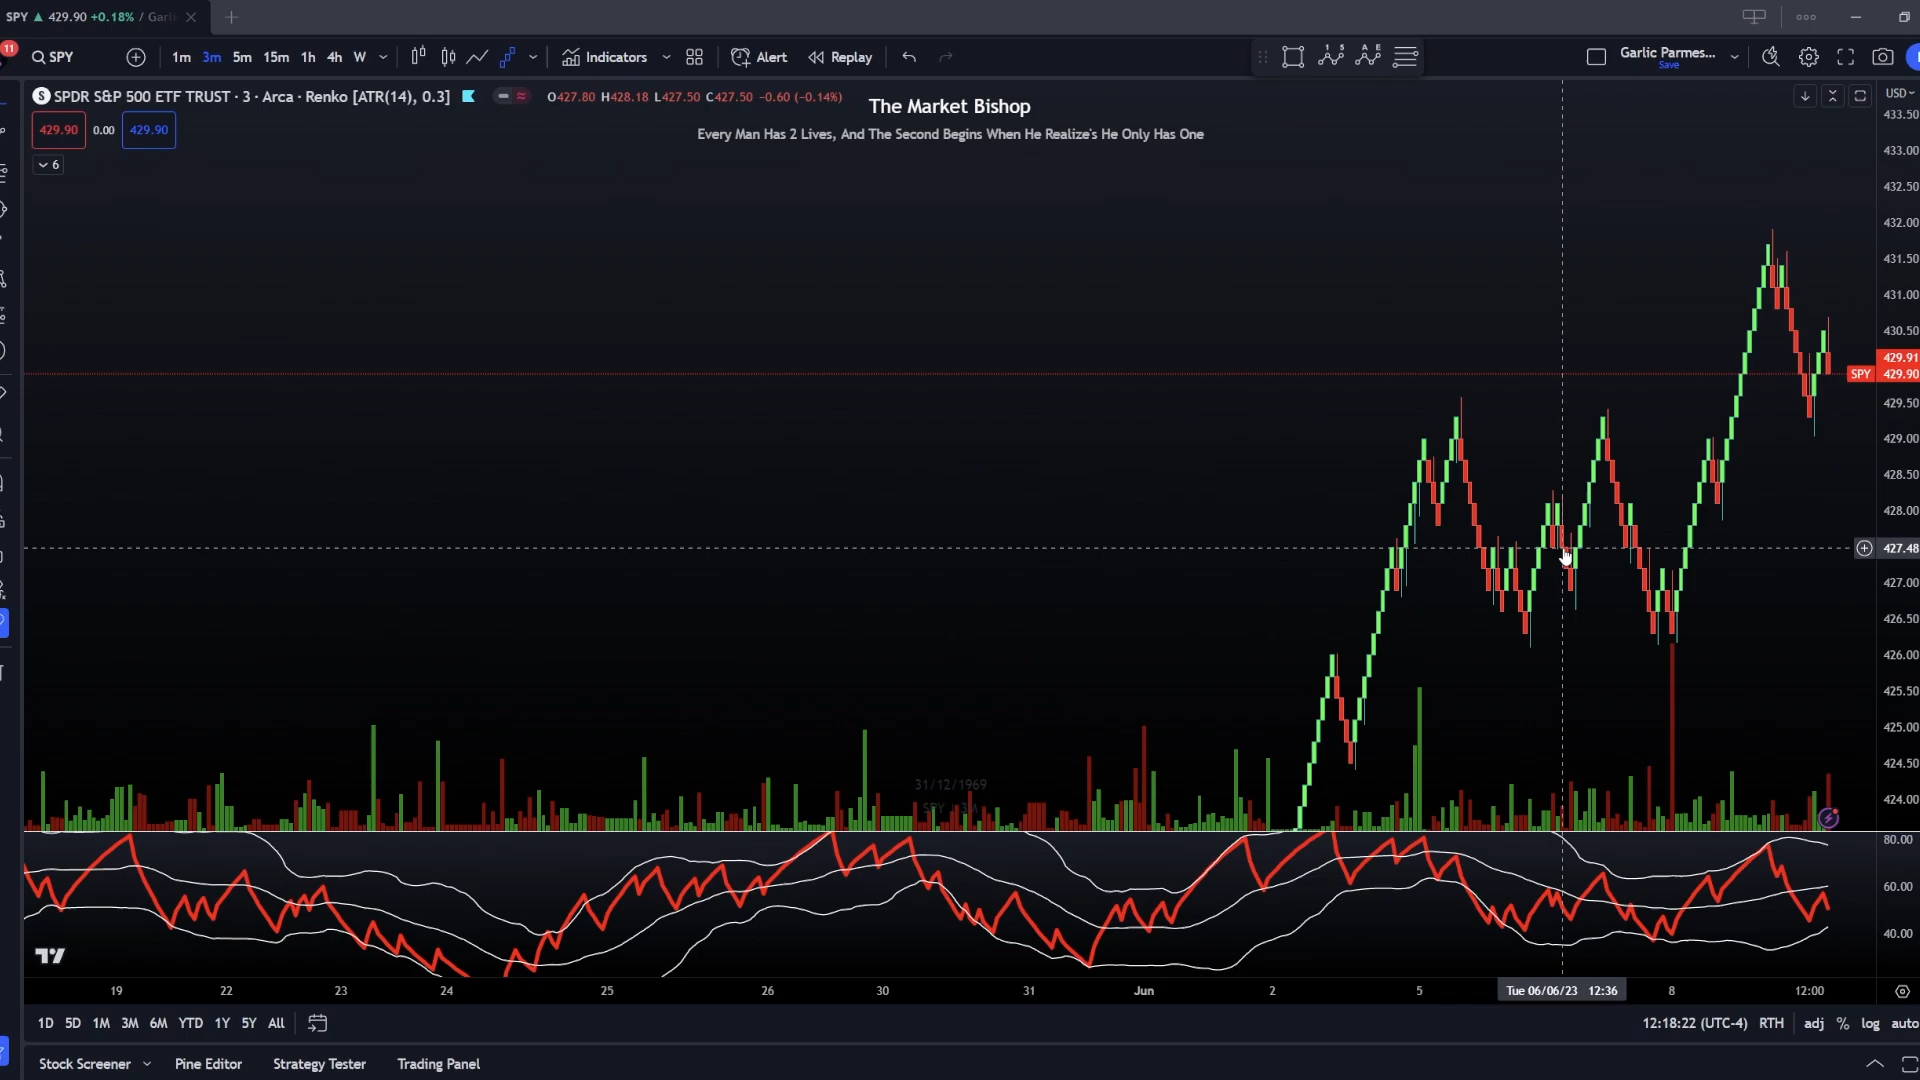 SPY ▲ 429.90 +0.18% / Garli
11
SPY
1m 3m 5m 15m 1h 4h W
Indicators
Alert
Replay
1 5
A E
Garlic Parmes...
Save
S SPDR S&P 500 ETF TRUST · 3 · Arca · Renko [ATR(14), 0.3]
O427.80 H428.18 L427.50 C427.50 -0.60 (-0.14%)
The Market Bishop
Every Man Has 2 Lives, And The Second Begins When He Realize's He Only Has One
429.90 0.00 429.90
6
USD
433.50
433.00
432.50
432.00
431.50
431.00
430.50
429.91
SPY 429.90
429.50
429.00
428.50
428.00
427.48
427.00
426.50
426.00
425.50
425.00
424.50
424.00
31/12/1969
SPY
80.00
60.00
40.00
19 22 23 24 25 26 30 31 Jun 2 5 Tue 06/06/23 12:36 8 12:00
1D 5D 1M 3M 6M YTD 1Y 5Y All
12:18:22 (UTC-4) RTH adj % log auto
Stock Screener Pine Editor Strategy Tester Trading Panel